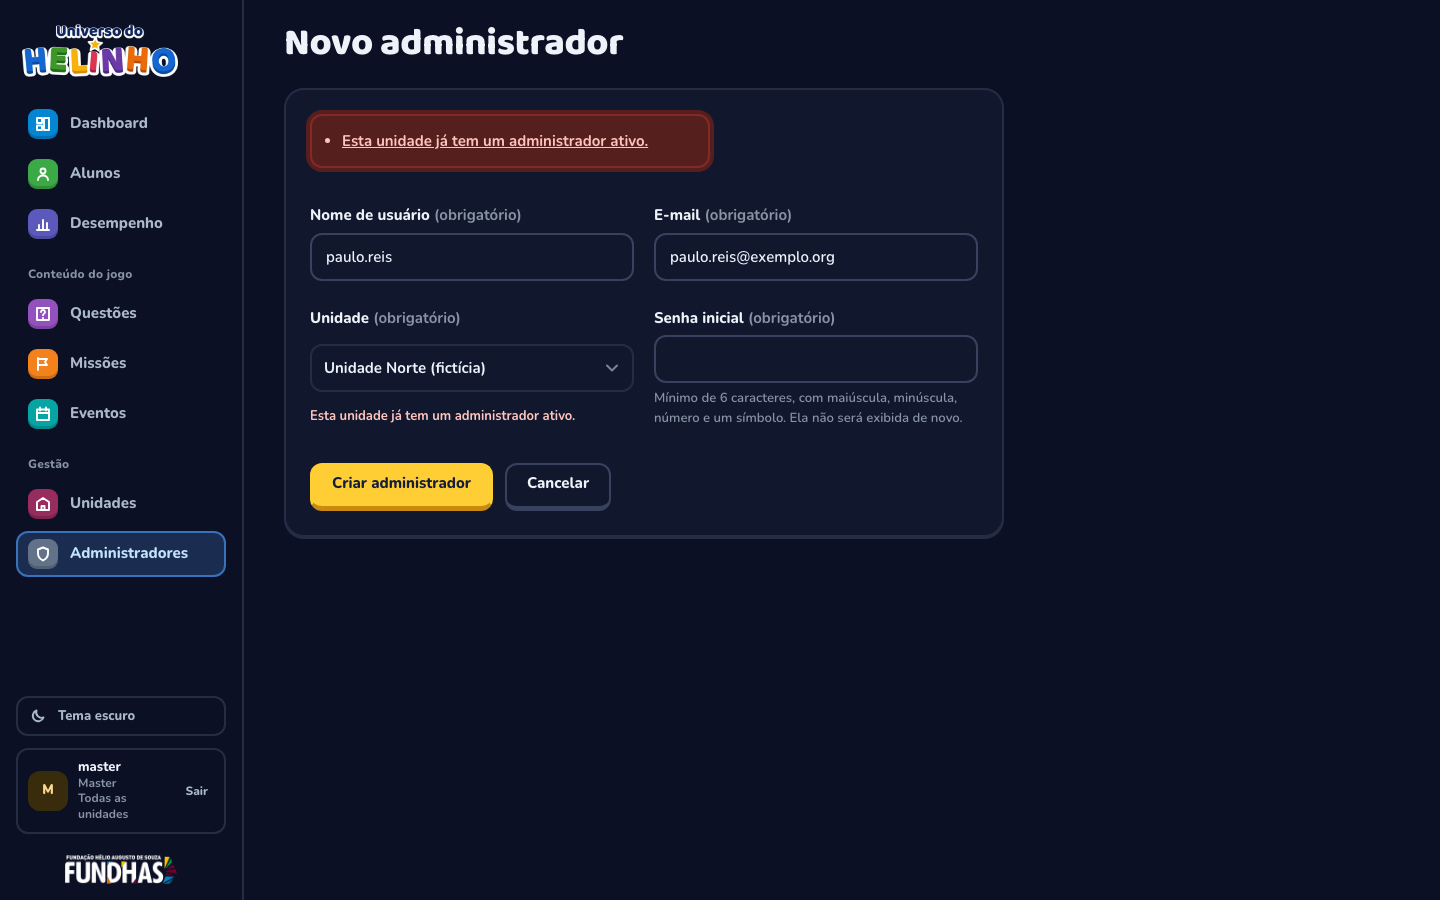 Universo do
HELINHO
Dashboard
Alunos
Desempenho
Conteúdo do jogo
Questões
Missões
Eventos
Gestão
Unidades
Administradores
Tema escuro
M
master
Master
Todas as
unidades
Sair
FUNDAÇÃO HÉLIO AUGUSTO DE SOUZA
FUNDHAS
Novo administrador
Esta unidade já tem um administrador ativo.
Nome de usuário (obrigatório)
paulo.reis
E-mail (obrigatório)
paulo.reis@exemplo.org
Unidade (obrigatório)
Unidade Norte (fictícia)
Esta unidade já tem um administrador ativo.
Senha inicial (obrigatório)
Mínimo de 6 caracteres, com maiúscula, minúscula,
número e um símbolo. Ela não será exibida de novo.
Criar administrador
Cancelar